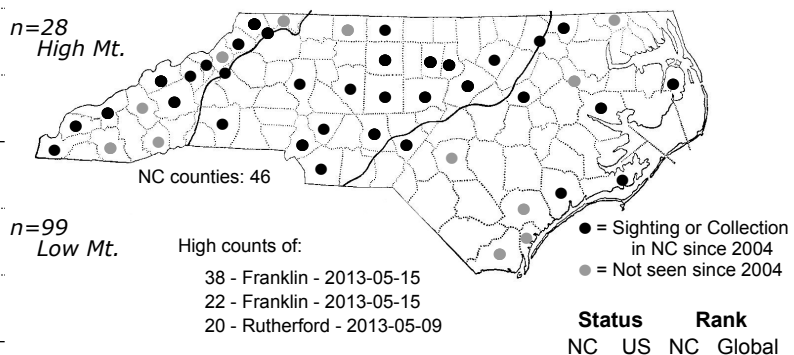 n=28
High Mt.
NC counties: 46
n=99
Low Mt.
High counts of:
38 - Franklin - 2013-05-15
22 - Franklin - 2013-05-15
20 - Rutherford - 2013-05-09
● = Sighting or Collection
in NC since 2004
● = Not seen since 2004
Status Rank
NC US NC Global